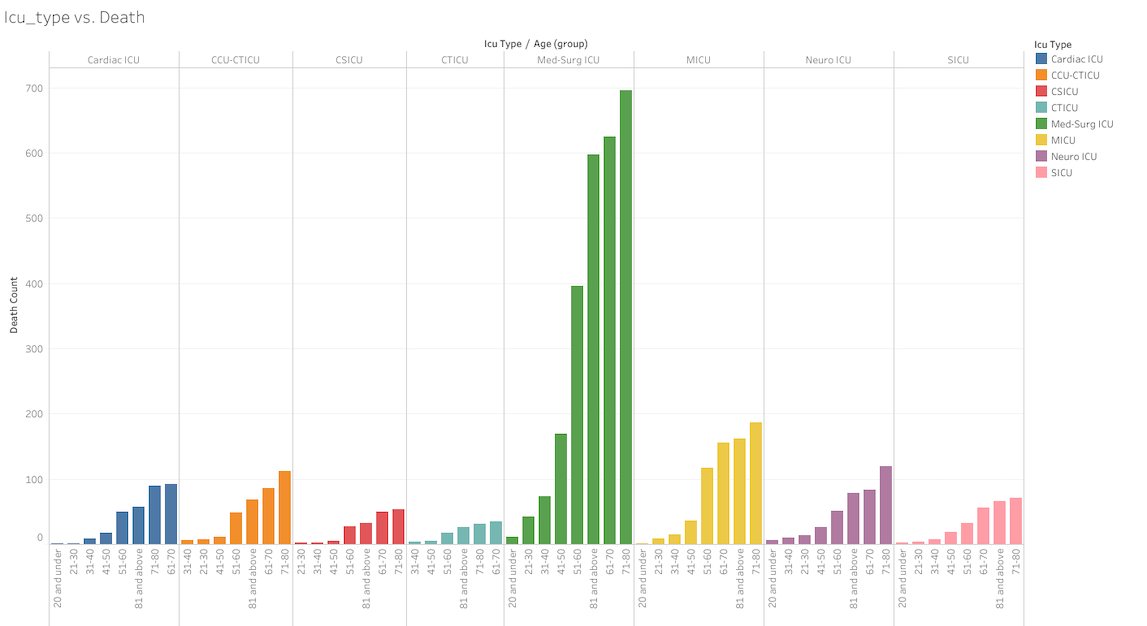 Icu_type vs. Death
Icu Type / Age (group)
Cardiac ICU
CCU-CTICU
CSICU
CTICU
Med-Surg ICU
MICU
Neuro ICU
SICU
Icu Type
Cardiac ICU
CCU-CTICU
CSICU
CTICU
Med-Surg ICU
MICU
Neuro ICU
SICU
Death Count
700
600
500
400
300
200
100
0
20 and under
21-30
31-40
41-50
51-60
81 and above
71-80
61-70
31-40
21-30
41-50
51-60
81 and above
61-70
71-80
21-30
31-40
41-50
51-60
81 and above
61-70
71-80
31-40
41-50
51-60
81 and above
71-80
61-70
20 and under
21-30
31-40
41-50
51-60
81 and above
61-70
71-80
20 and under
21-30
31-40
41-50
51-60
61-70
81 and above
71-80
20 and under
31-40
21-30
41-50
51-60
81 and above
61-70
71-80
20 and under
21-30
31-40
41-50
51-60
61-70
81 and above
71-80